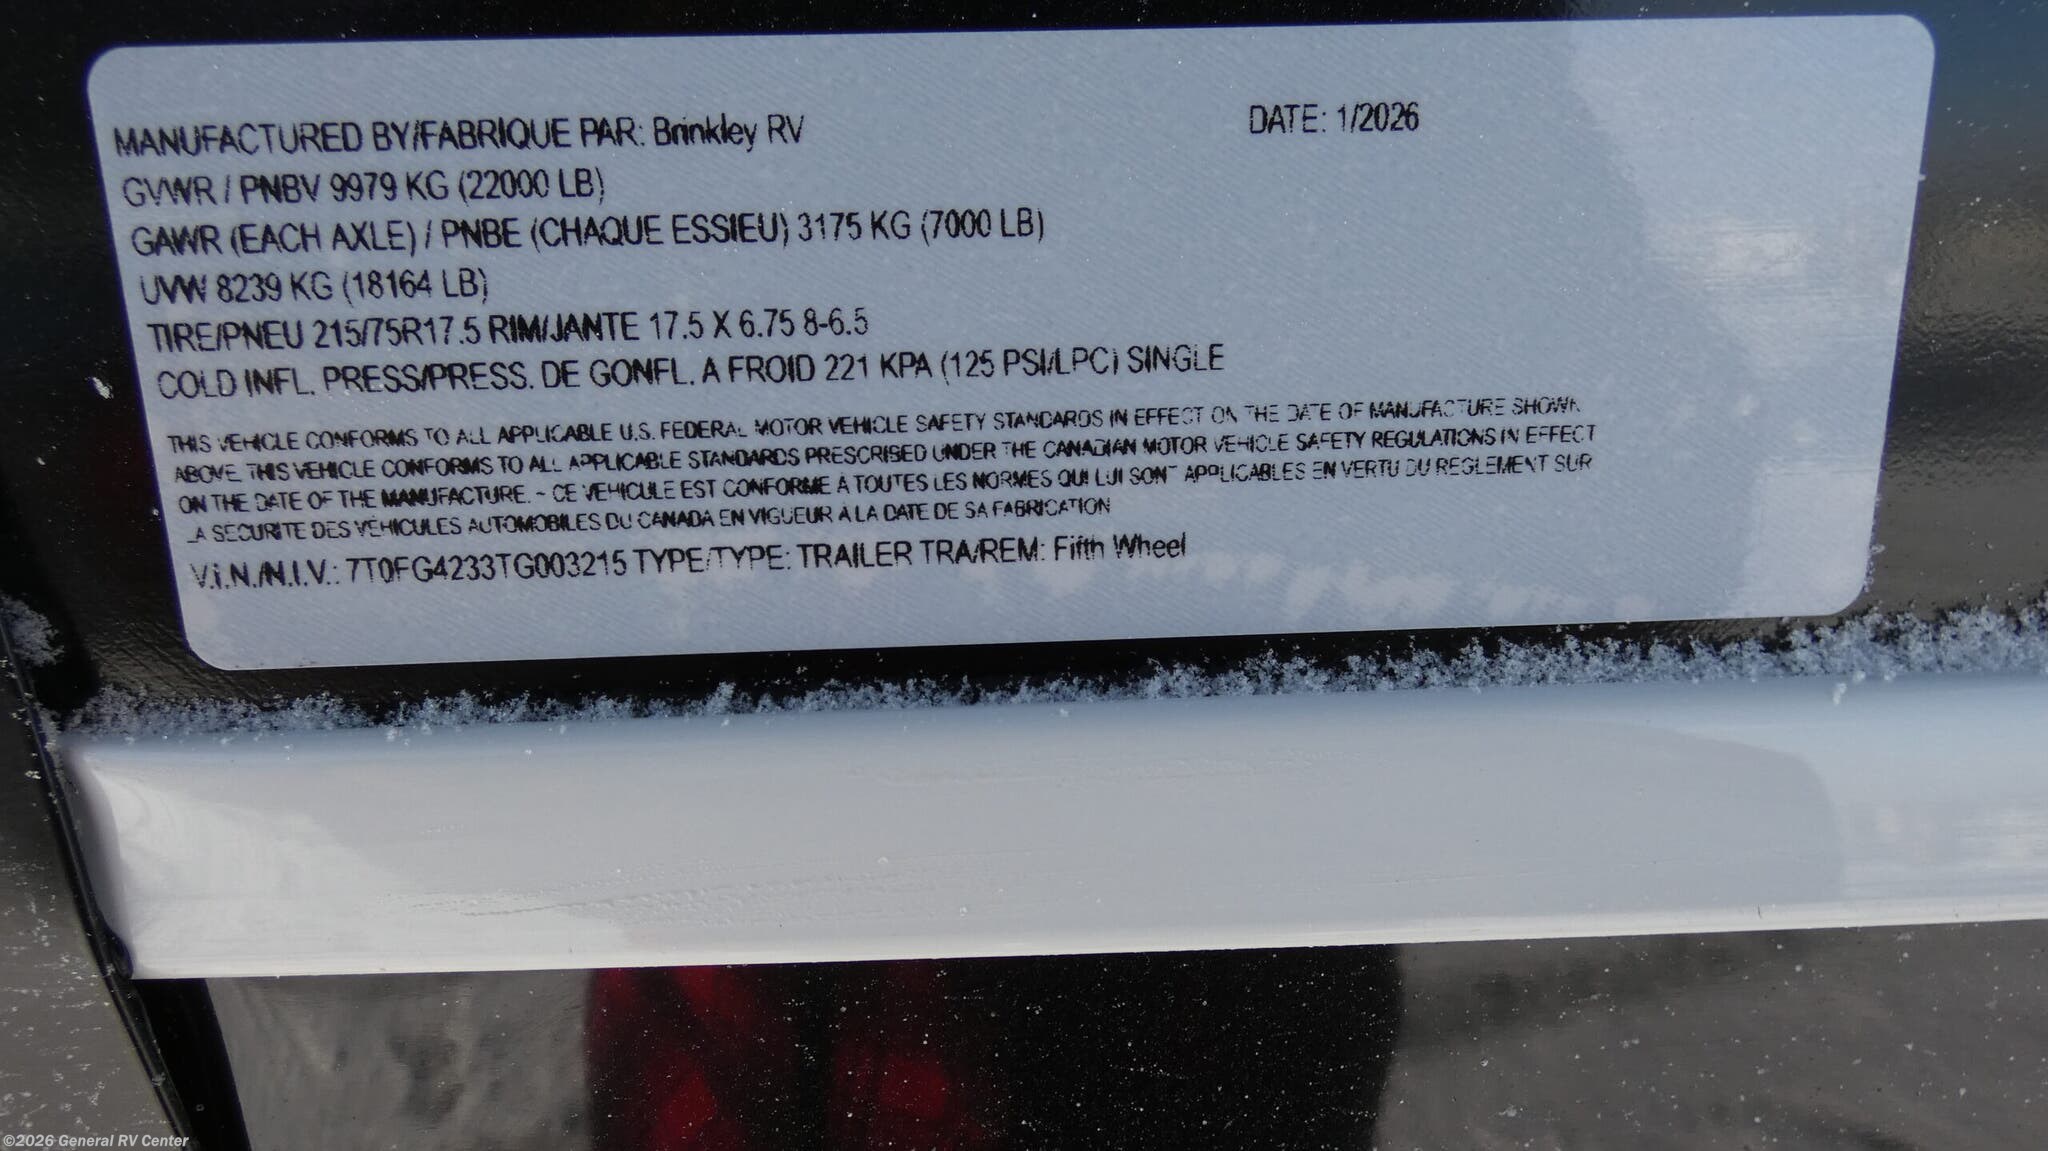 MANUFACTURED BY/FABRIQUE PAR: Brinkley RV
DATE: 1/2026
GVWR / PNBV 9979 KG (22000 LB)
GAWR (EACH AXLE) / PNBE (CHAQUE ESSIEU) 3175 KG (7000 LB)
UVW 8239 KG (18164 LB)
TIRE/PNEU 215/75R17.5 RIM/JANTE 17.5 X 6.75 8-6.5
COLD INFL. PRESS/PRESS. DE GONFL. A FROID 221 KPA (125 PSI/LPC) SINGLE
THIS VEHICLE CONFORMS TO ALL APPLICABLE U.S. FEDERAL MOTOR VEHICLE SAFETY STANDARDS IN EFFECT ON THE DATE OF MANUFACTURE SHOWN
ABOVE. THIS VEHICLE CONFORMS TO ALL APPLICABLE STANDARDS PRESCRIBED UNDER THE CANADIAN MOTOR VEHICLE SAFETY REGULATIONS IN EFFECT
ON THE DATE OF THE MANUFACTURE. - CE VEHICULE EST CONFORME A TOUTES LES NORMES QUI LUI SONT APPLICABLES EN VERTU DU REGLEMENT SUR
LA SECURITE DES VEHICULES AUTOMOBILES DU CANADA EN VIGUEUR A LA DATE DE SA FABRICATION
V.I.N./N.I.V.: 7T0FG4233TG003215 TYPE/TYPE: TRAILER TRA/REM: Fifth Wheel
©2026 General RV Center